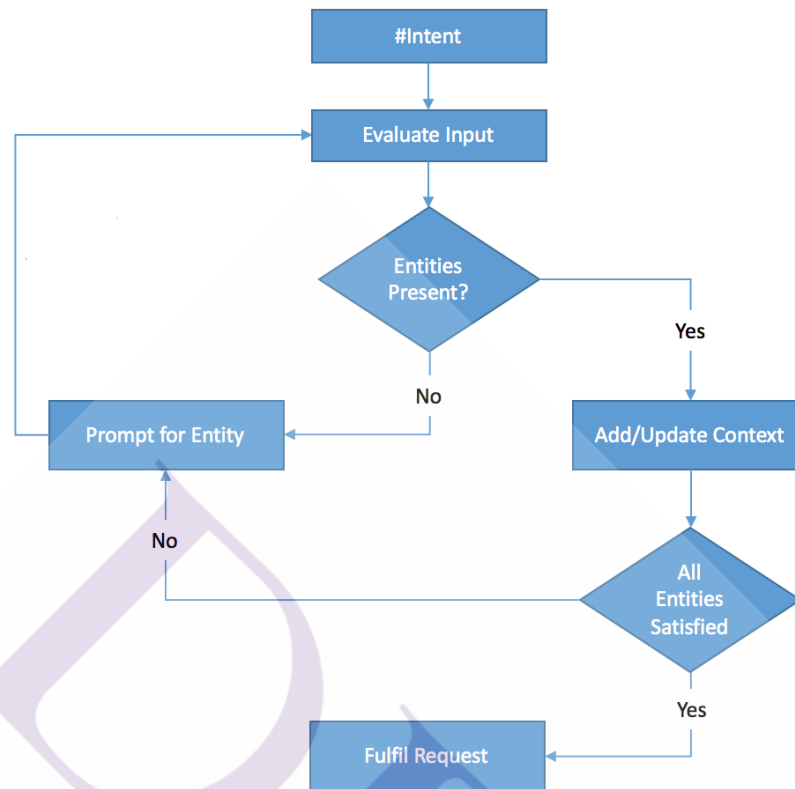 #Intent
Evaluate Input
Entities
Present?
Yes
No
Prompt for Entity
Add/Update Context
No
All
Entities
Satisfied
Yes
Fulfil Request